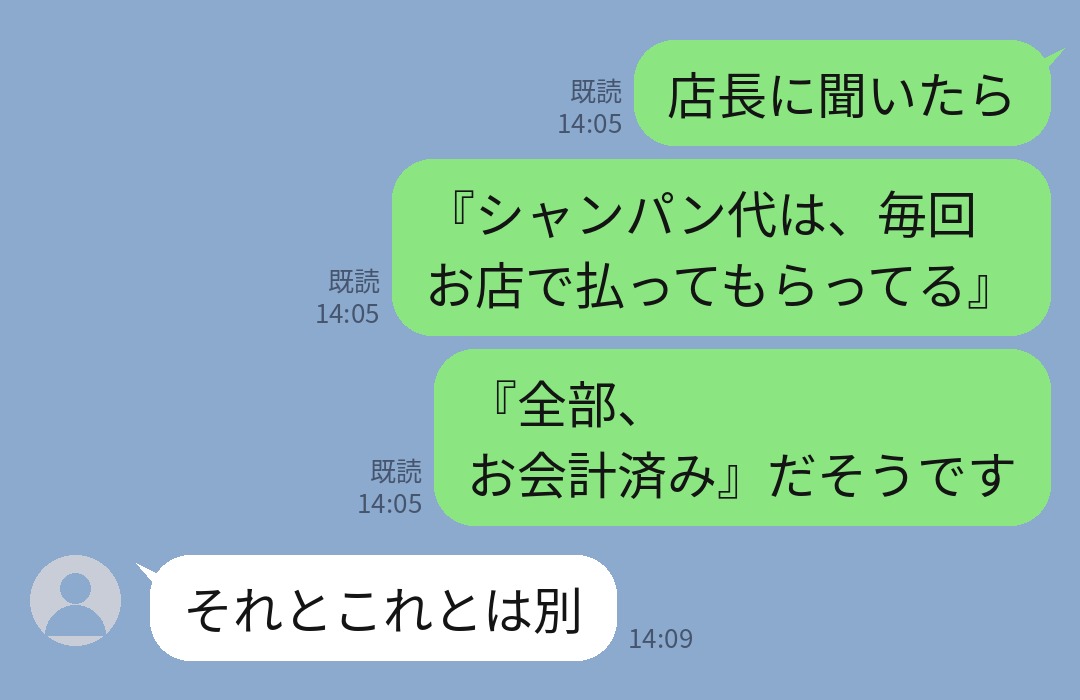 店長に聞いたら
既読
14:05
『シャンパン代は、毎回
お店で払ってもらってる』
既読
14:05
『全部、
お会計済み』だそうです
既読
14:05
それとこれとは別
14:09